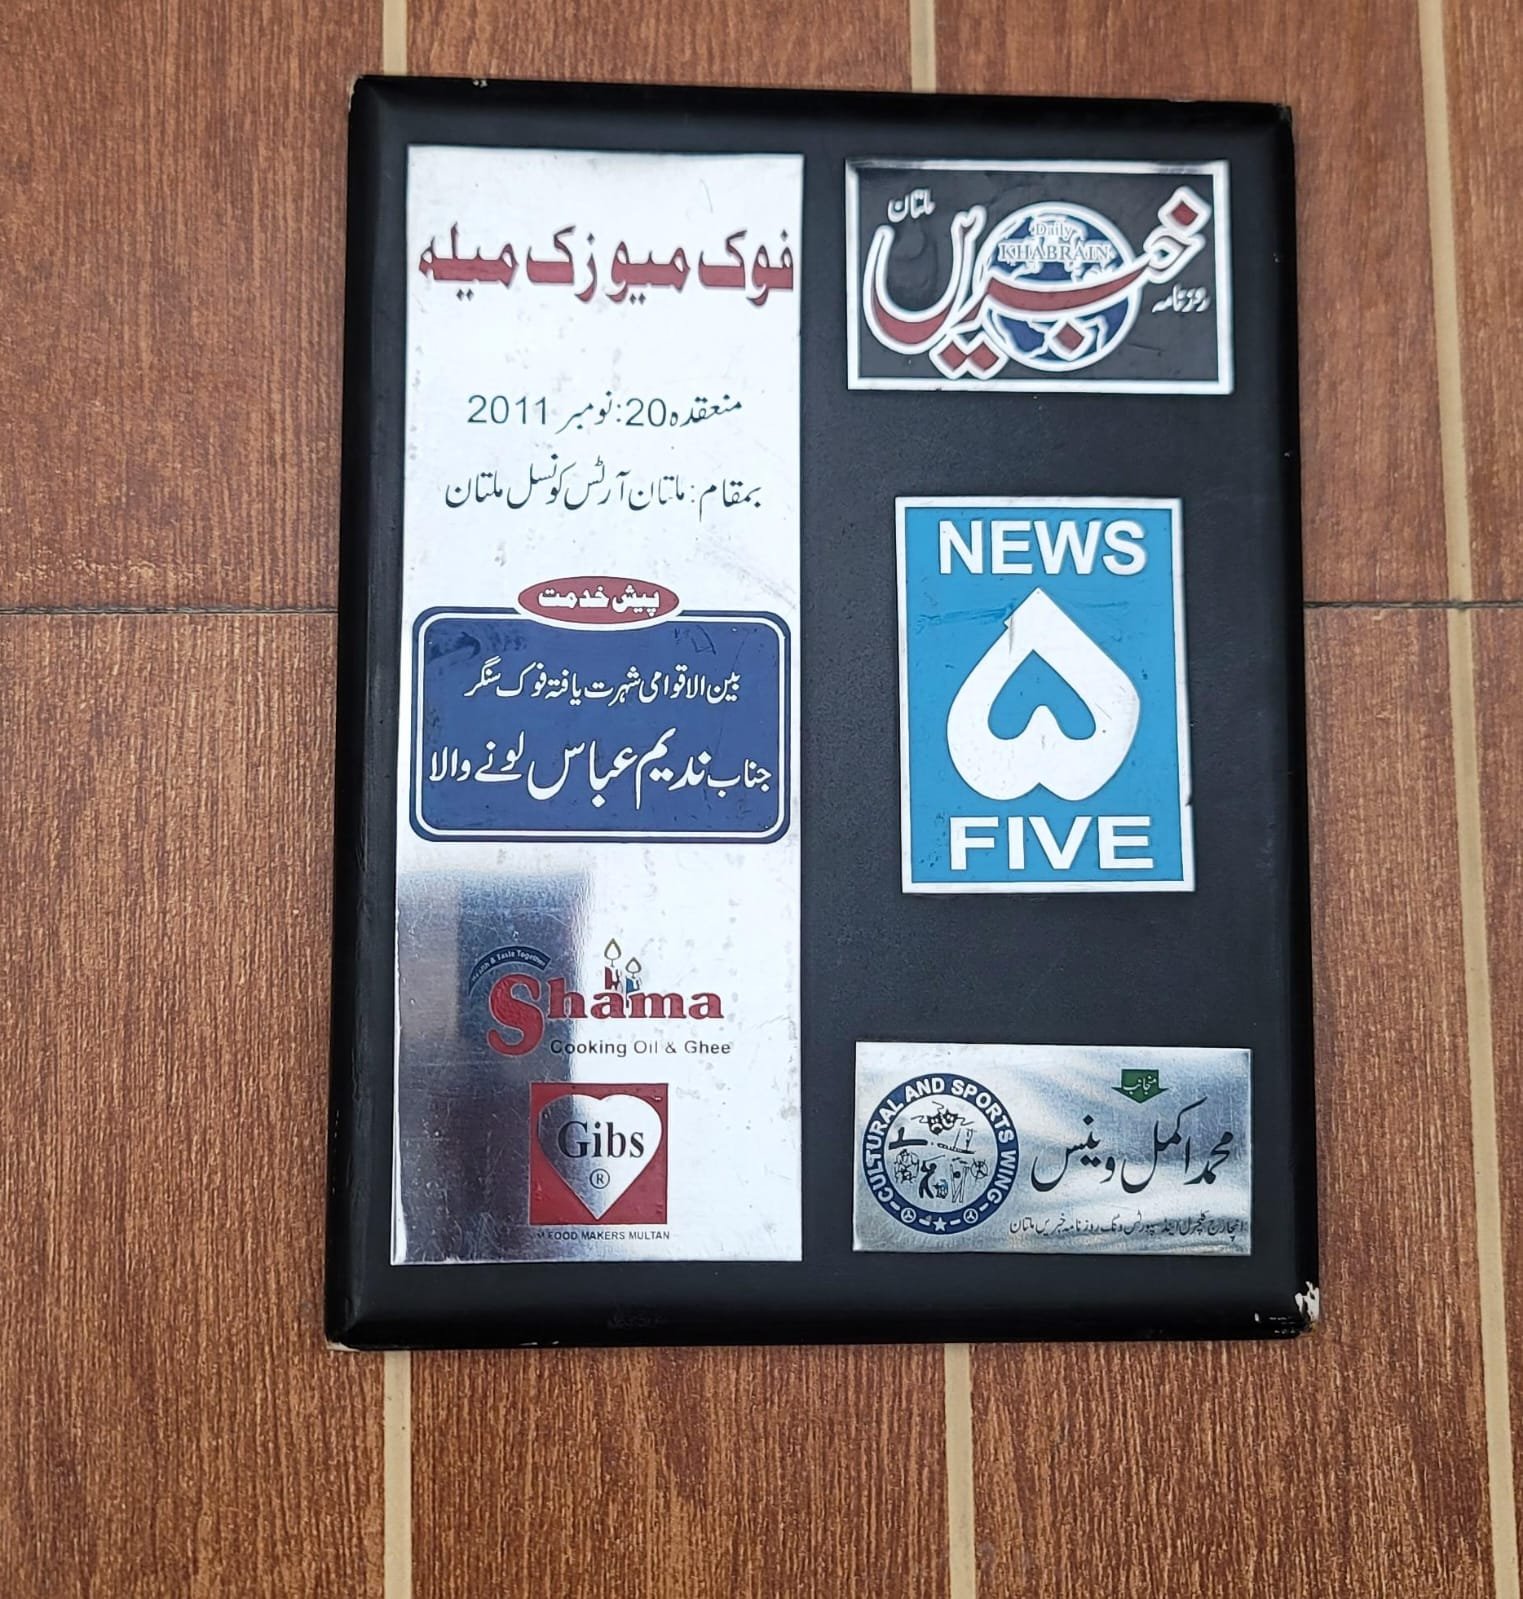 فوک میوزک میلہ
منعقدہ 20: نومبر 2011
بمقام: ملتان آرٹس کونسل ملتان
پیش خدمت
بین الاقوامی شہرت یافتہ فوک سنگر
جناب ندیم عباس لونے والا
Health & Taste Together
Shama
Cooking Oil & Ghee
Gibs
®
FOOD MAKERS MULTAN
ملتان
خبریں
Daily
KHABRAIN
روزنامہ
NEWS
۵
FIVE
CULTURAL AND SPORTS WING
منجانب
محمد اکمل وینس
انچارج کلچرل اینڈ سپورٹس ونگ روزنامہ خبریں ملتان